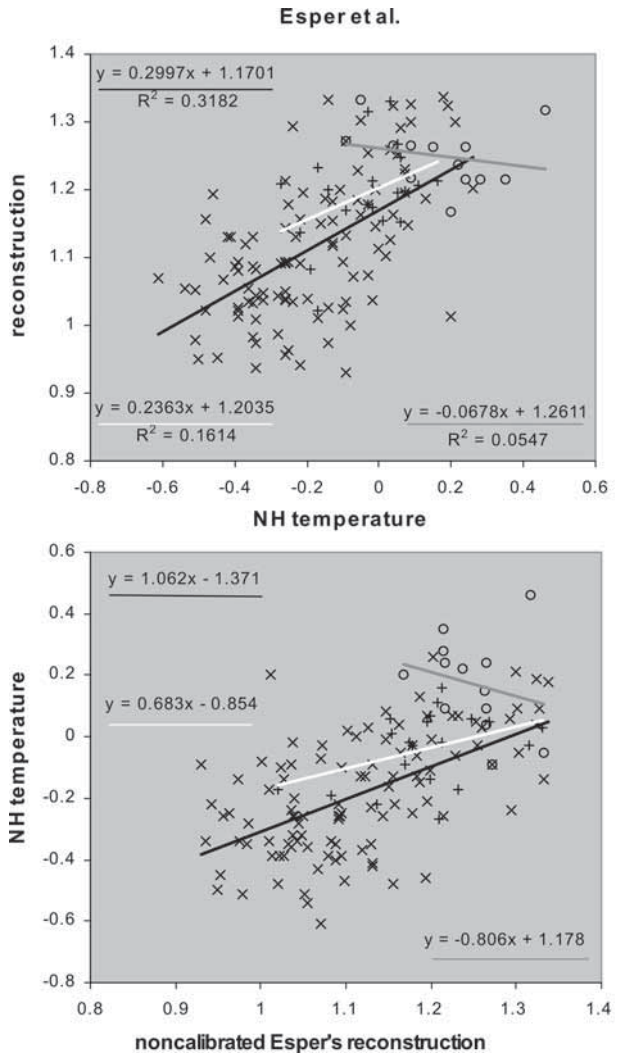 Esper et al.
1.4
y = 0.2997x + 1.1701
R² = 0.3182
1.3
1.2
1.1
1
0.9
y = 0.2363x + 1.2035
R² = 0.1614
y = -0.0678x + 1.2611
R² = 0.0547
0.8
-0.8 -0.6 -0.4 -0.2 0 0.2 0.4 0.6
reconstruction
NH temperature
0.6
y = 1.062x - 1.371
0.4
0.2
y = 0.683x - 0.854
0
-0.2
-0.4
-0.6
y = -0.806x + 1.178
-0.8
0.8 0.9 1 1.1 1.2 1.3 1.4
NH temperature
noncalibrated Esper's reconstruction